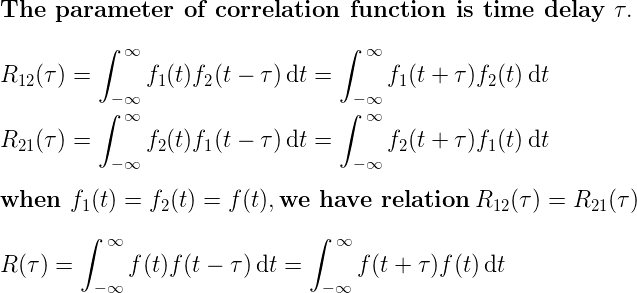 The parameter of correlation function is time delay τ.
R₁₂(τ) = ∫_{−∞}^{∞} f₁(t)f₂(t − τ) dt = ∫_{−∞}^{∞} f₁(t + τ)f₂(t) dt
R₂₁(τ) = ∫_{−∞}^{∞} f₂(t)f₁(t − τ) dt = ∫_{−∞}^{∞} f₂(t + τ)f₁(t) dt
when f₁(t) = f₂(t) = f(t), we have relation R₁₂(τ) = R₂₁(τ)
R(τ) = ∫_{−∞}^{∞} f(t)f(t − τ) dt = ∫_{−∞}^{∞} f(t + τ)f(t) dt